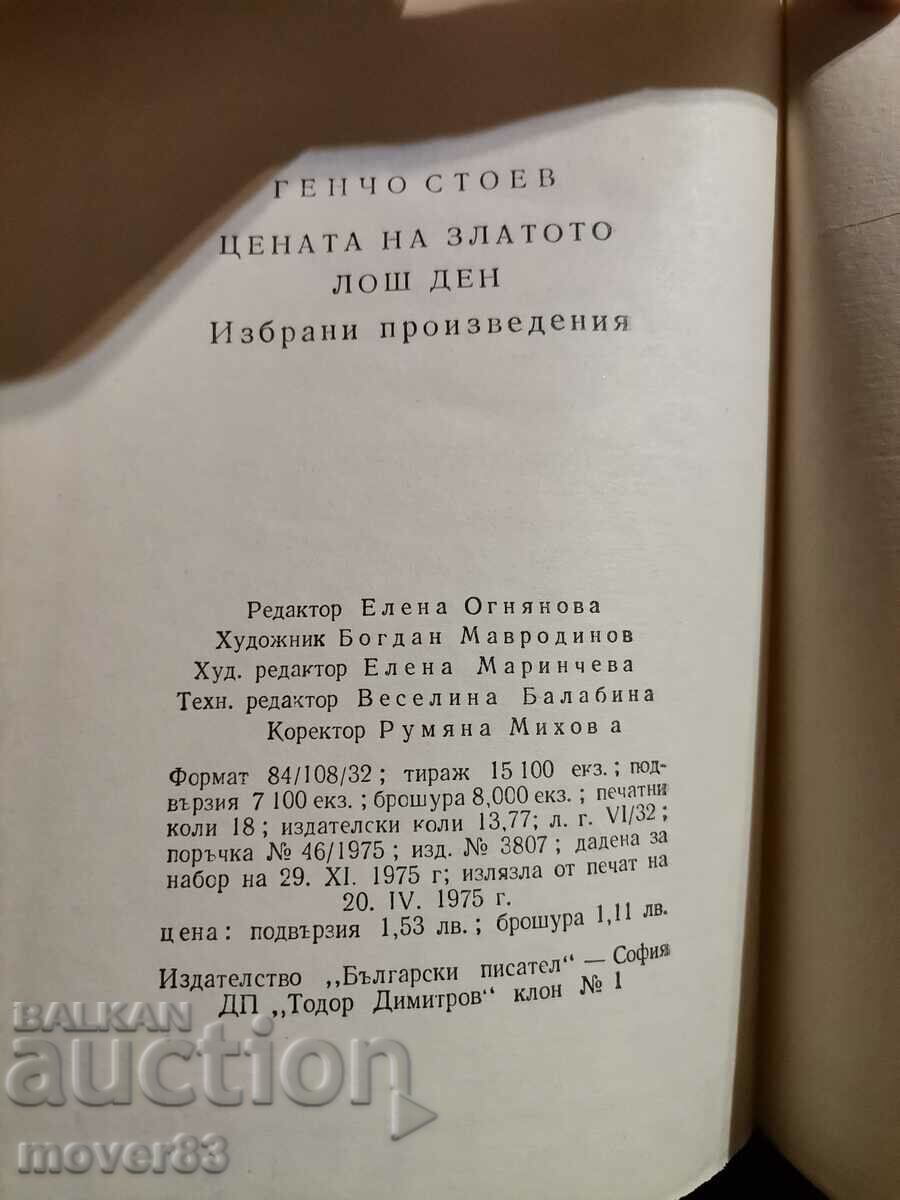 ГЕНЧО СТОЕВ
ЦЕНАТА НА ЗЛАТОТО
ЛОШ ДЕН
Избрани произведения
Редактор Елена Огнянова
Художник Богдан Мавродинов
Худ. редактор Елена Маринчева
Техн. редактор Веселина Балабина
Коректор Румяна Михова
Формат 84/108/32; тираж 15 100 екз.; под-
вързия 7 100 екз.; брошура 8,000 екз.; печатни
коли 18; издателски коли 13,77; л. г. VI/32;
поръчка № 46/1975; изд. № 3807; дадена за
набор на 29. XI. 1975 г; излязла от печат на
20. IV. 1975 г.
цена: подвързия 1,53 лв.; брошура 1,11 лв.
Издателство „Български писател“ — София
ДП „Тодор Димитров“ клон № 1
BALKAN
auction
mover83